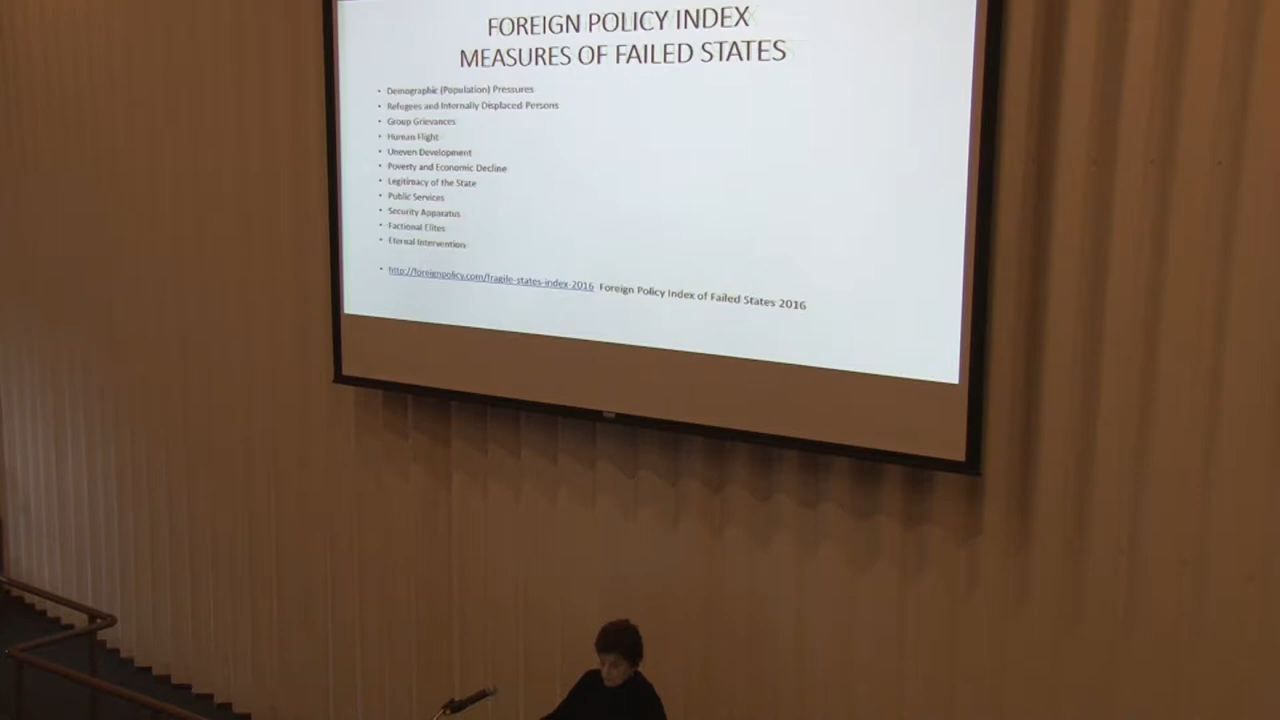 FOREIGN POLICY INDEX
MEASURES OF FAILED STATES
• Demographic (Population) Pressures
• Refugees and Internally Displaced Persons
• Group Grievances
• Human Flight
• Uneven Development
• Poverty and Economic Decline
• Legitimacy of the State
• Public Services
• Security Apparatus
• Factional Elites
• Eternal Intervention
• http://foreignpolicy.com/fragile-states-index-2016 Foreign Policy Index of Failed States 2016